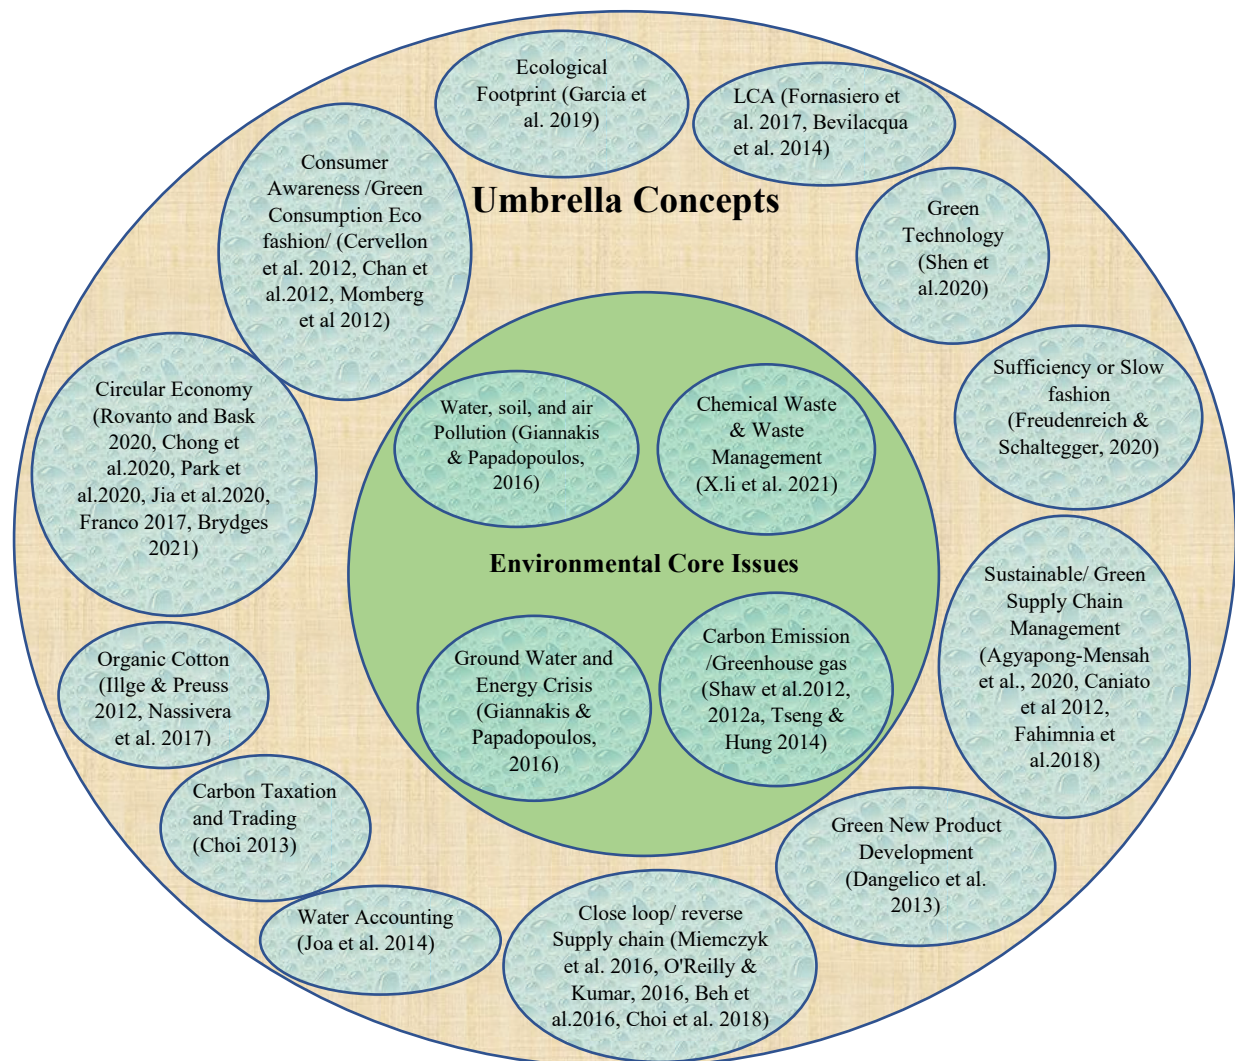 Ecological
Footprint (Garcia et
al. 2019)
LCA (Fornasiero et
al. 2017, Bevilacqua
et al. 2014)
Consumer
Awareness /Green
Consumption Eco
fashion/ (Cervellon
et al. 2012, Chan et
al.2012, Momberg
et al 2012)
Umbrella Concepts
Green
Technology
(Shen et
al.2020)
Sufficiency or Slow
fashion
(Freudenreich &
Schaltegger, 2020)
Circular Economy
(Rovanto and Bask
2020, Chong et
al.2020, Park et
al.2020, Jia et al.2020,
Franco 2017, Brydges
2021)
Water, soil, and air
Pollution (Giannakis
& Papadopoulos,
2016)
Chemical Waste
& Waste
Management
(X.li et al. 2021)
Environmental Core Issues
Ground Water and
Energy Crisis
(Giannakis &
Papadopoulos,
2016)
Carbon Emission
/Greenhouse gas
(Shaw et al.2012,
2012a, Tseng &
Hung 2014)
Sustainable/ Green
Supply Chain
Management
(Agyapong-Mensah
et al., 2020, Caniato
et al 2012,
Fahimnia et
al.2018)
Organic Cotton
(Illge & Preuss
2012, Nassivera
et al. 2017)
Carbon Taxation
and Trading
(Choi 2013)
Green New Product
Development
(Dangelico et al.
2013)
Water Accounting
(Joa et al. 2014)
Close loop/ reverse
Supply chain (Miemczyk
et al. 2016, O'Reilly &
Kumar, 2016, Beh et
al.2016, Choi et al. 2018)